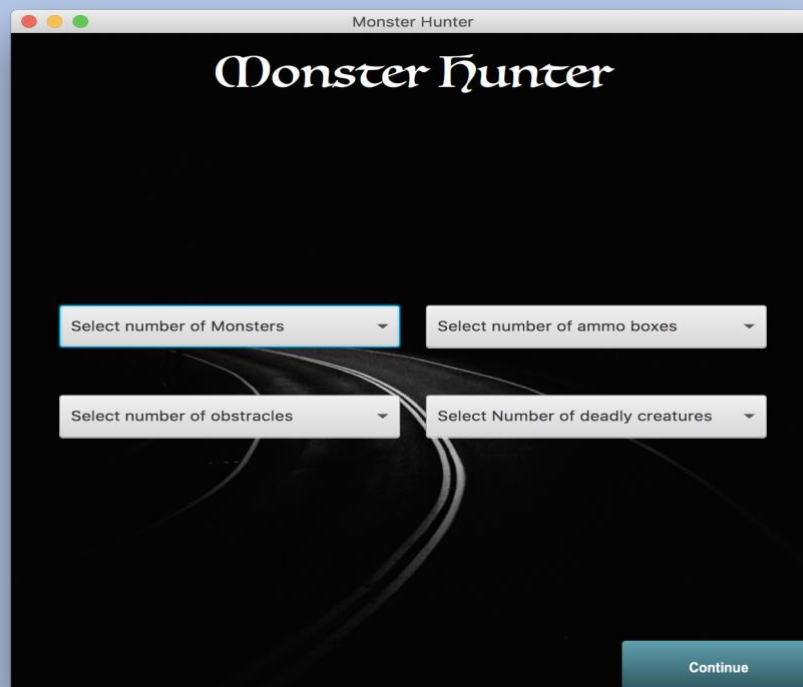 Monster Hunter
Monster Hunter
Select number of Monsters
Select number of ammo boxes
Select number of obstracles
Select Number of deadly creatures
Continue